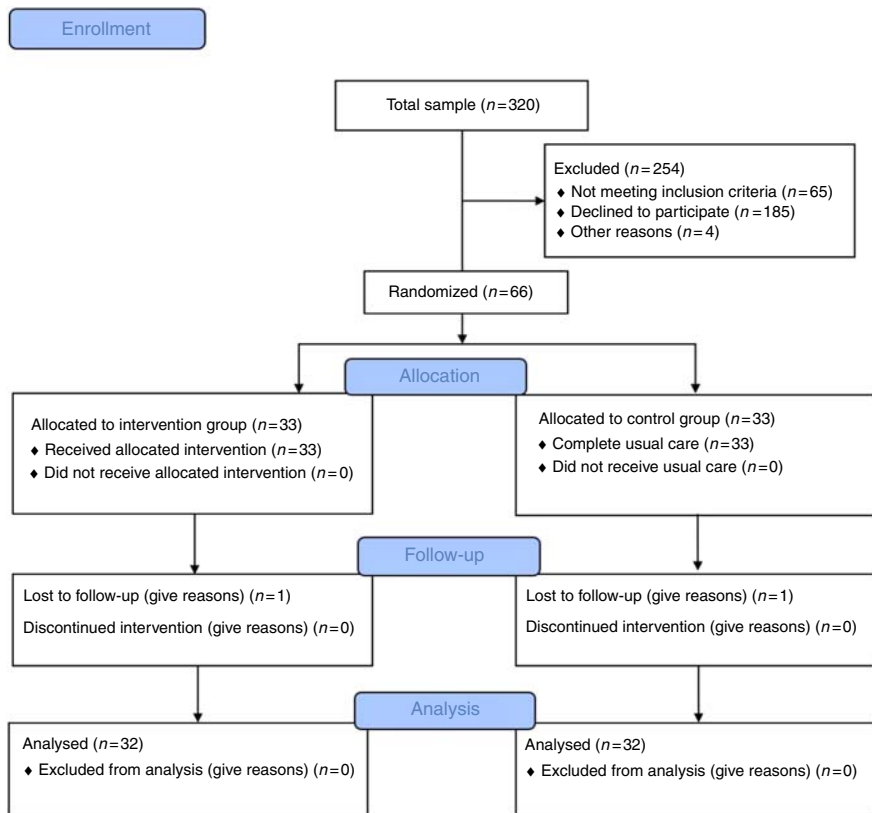 Enrollment
Total sample (n=320)
Excluded (n=254)
♦ Not meeting inclusion criteria (n=65)
♦ Declined to participate (n=185)
♦ Other reasons (n=4)
Randomized (n=66)
Allocation
Allocated to intervention group (n=33)
♦ Received allocated intervention (n=33)
♦ Did not receive allocated intervention (n=0)
Allocated to control group (n=33)
♦ Complete usual care (n=33)
♦ Did not receive usual care (n=0)
Follow-up
Lost to follow-up (give reasons) (n=1)
Discontinued intervention (give reasons) (n=0)
Lost to follow-up (give reasons) (n=1)
Discontinued intervention (give reasons) (n=0)
Analysis
Analysed (n=32)
♦ Excluded from analysis (give reasons) (n=0)
Analysed (n=32)
♦ Excluded from analysis (give reasons) (n=0)